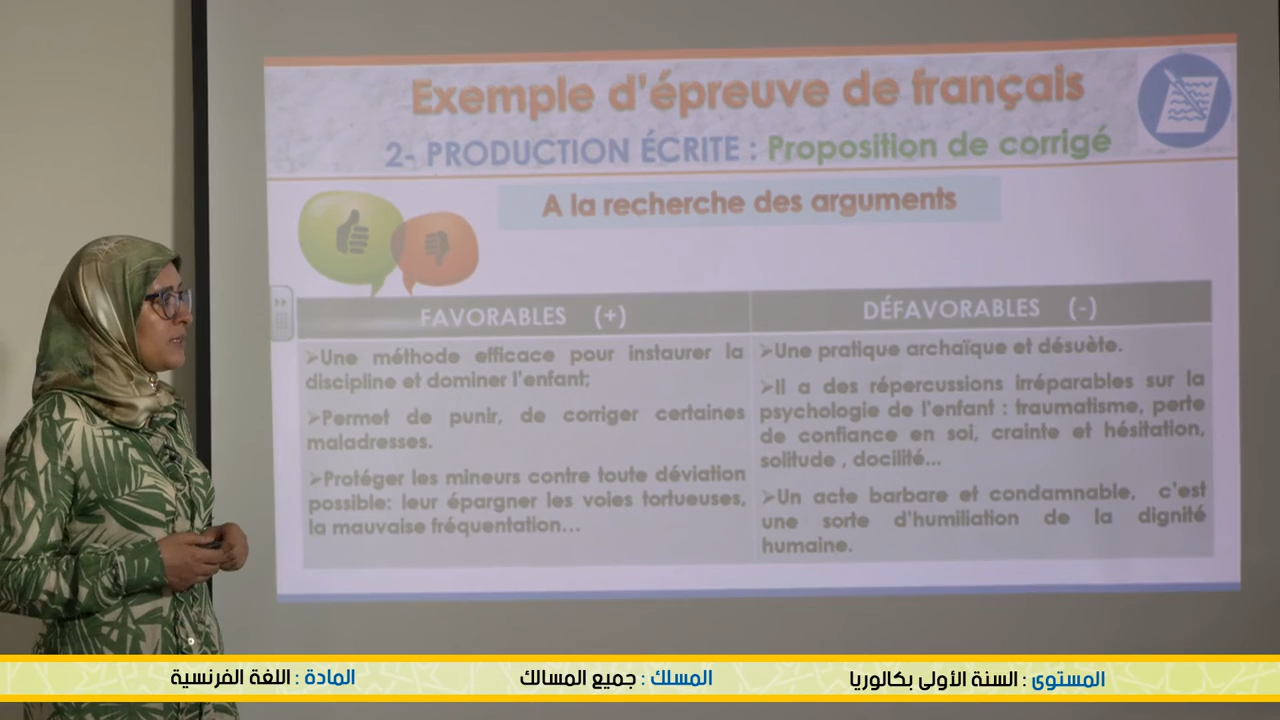 Exemple d'épreuve de français
2- PRODUCTION ÉCRITE : Proposition de corrigé
A la recherche des arguments
FAVORABLES (+)
➢Une méthode efficace pour instaurer la
discipline et dominer l'enfant;
➢Permet de punir, de corriger certaines
maladresses.
➢Protéger les mineurs contre toute déviation
possible: leur épargner les voies tortueuses,
la mauvaise fréquentation...
DÉFAVORABLES (-)
➢Une pratique archaïque et désuète.
➢Il a des répercussions irréparables sur la
psychologie de l'enfant : traumatisme, perte
de confiance en soi, crainte et hésitation,
solitude , docilité...
➢Un acte barbare et condamnable, c'est
une sorte d'humiliation de la dignité
humaine.
المستوى : السنة الأولى بكالوريا
المسلك : جميع المسالك
المادة : اللغة الفرنسية